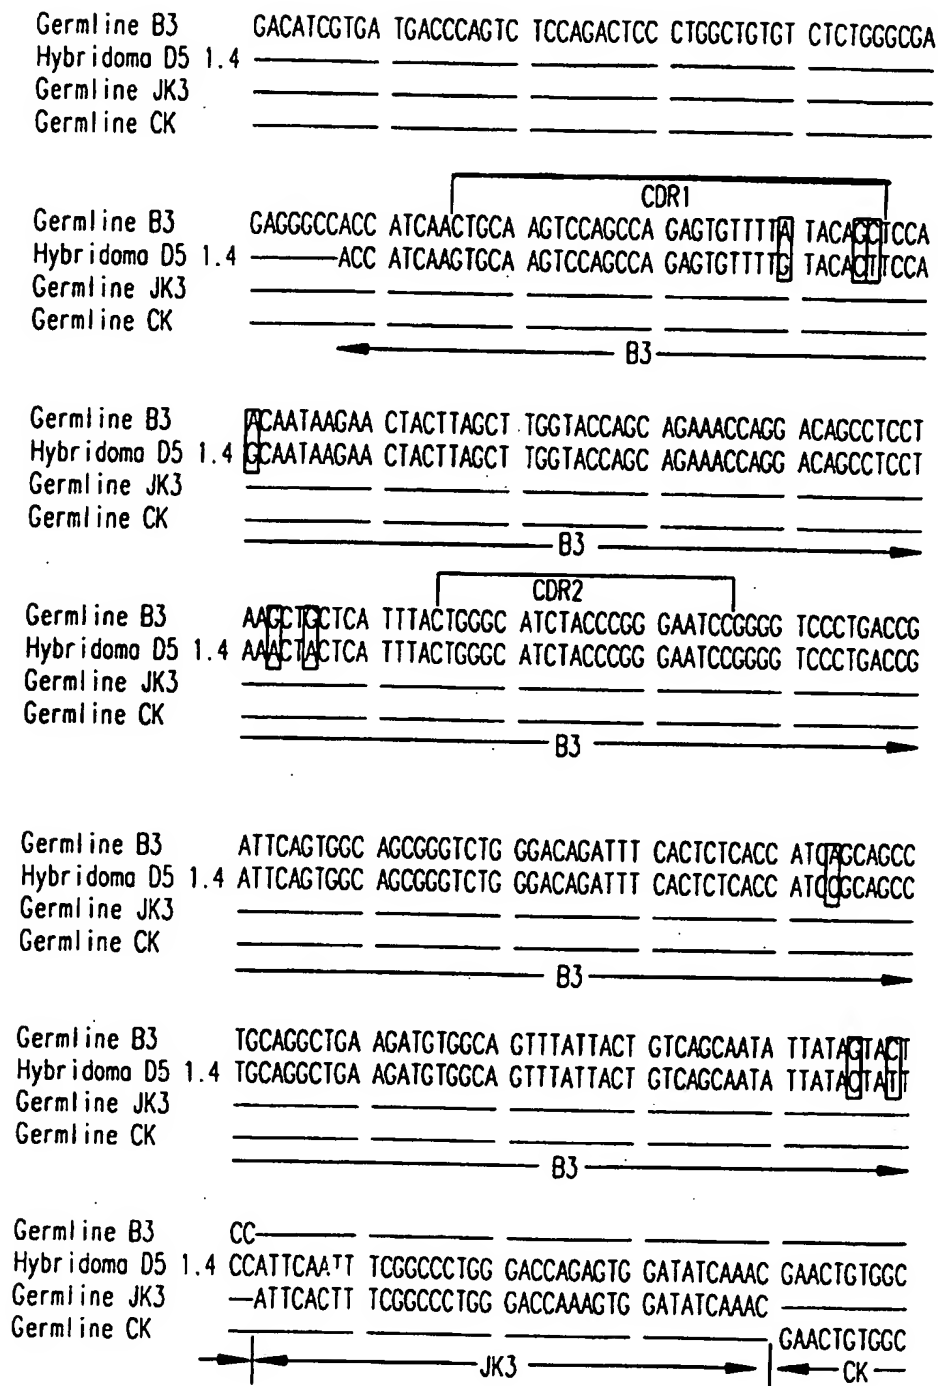 Germline B3 GACATCGTGA TGACCCAGTC TCCAGACTCC CTGGCTGTGT CTCTGGGCGA
Hybridoma D5 1.4
Germline JK3
Germline CK
CDR1
Germline B3 GAGGGCCACC ATCAACTGCA AGTCCAGCCA GAGTGTTTTA TACAGCTCCA
Hybridoma D5 1.4 ———ACC ATCAAGTGCA AGTCCAGCCA GAGTGTTTTG TACACTTCCA
Germline JK3
Germline CK
B3
Germline B3 ACAATAAGAA CTACTTAGCT TGGTACCAGC AGAAACCAGG ACAGCCTCCT
Hybridoma D5 1.4 GCAATAAGAA CTACTTAGCT TGGTACCAGC AGAAACCAGG ACAGCCTCCT
Germline JK3
Germline CK
B3
CDR2
Germline B3 AAGCTGCTCA TTTACTGGGC ATCTACCCGG GAATCCGGGG TCCCTGACCG
Hybridoma D5 1.4 AAACTACTCA TTTACTGGGC ATCTACCCGG GAATCCGGGG TCCCTGACCG
Germline JK3
Germline CK
B3
Germline B3 ATTCAGTGGC AGCGGGTCTG GGACAGATTT CACTCTCACC ATCAGCAGCC
Hybridoma D5 1.4 ATTCAGTGGC AGCGGGTCTG GGACAGATTT CACTCTCACC ATCCGCAGCC
Germline JK3
Germline CK
B3
Germline B3 TGCAGGCTGA AGATGTGGCA GTTTATTACT GTCAGCAATA TTATAGTACT
Hybridoma D5 1.4 TGCAGGCTGA AGATGTGGCA GTTTATTACT GTCAGCAATA TTATACTATT
Germline JK3
Germline CK
B3
Germline B3 CC
Hybridoma D5 1.4 CCATTCAATT TCGGCCCTGG GACCAGAGTG GATATCAAAC GAACTGTGGC
Germline JK3 —ATTCACTT TCGGCCCTGG GACCAAAGTG GATATCAAAC
Germline CK GAACTGTGGC
JK3 CK